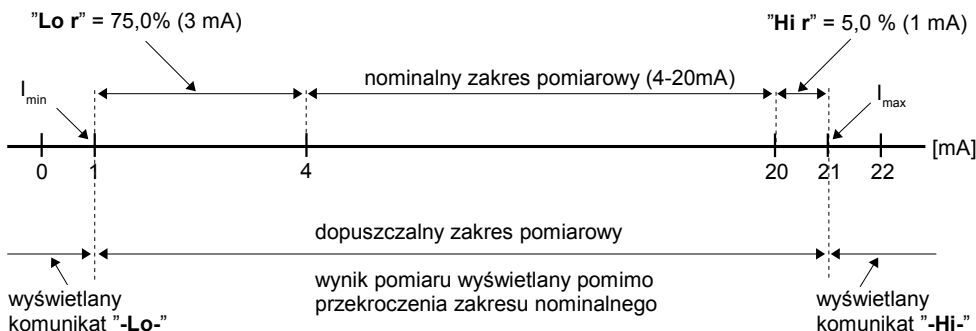 "Lo r" = 75,0% (3 mA)
"Hi r" = 5,0 % (1 mA)
nominalny zakres pomiarowy (4-20mA)
Imin
Imax
[mA]
0 1 4 20 21 22
dopuszczalny zakres pomiarowy
wynik pomiaru wyświetlany pomimo
przekroczenia zakresu nominalnego
wyświetlany
komunikat "-Lo-"
wyświetlany
komunikat "-Hi-"